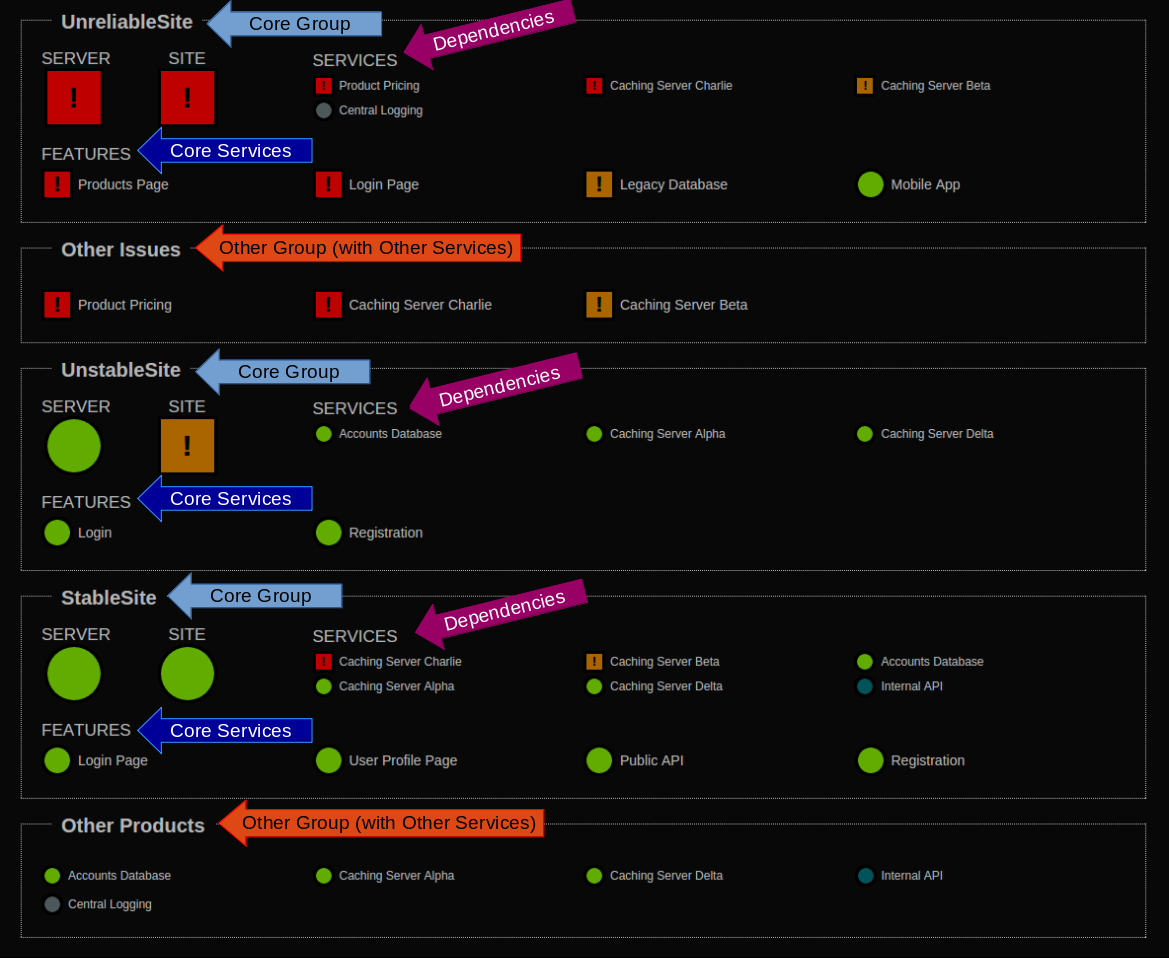 UnreliableSite
Core Group
Dependencies
SERVER SITE SERVICES
! ! ! Product Pricing ! Caching Server Charlie ! Caching Server Beta
Central Logging
FEATURES Core Services
! Products Page ! Login Page ! Legacy Database Mobile App
Other Issues Other Group (with Other Services)
! Product Pricing ! Caching Server Charlie ! Caching Server Beta
UnstableSite Core Group
Dependencies
SERVER SITE SERVICES
! Accounts Database Caching Server Alpha Caching Server Delta
FEATURES Core Services
Login Registration
StableSite Core Group
Dependencies
SERVER SITE SERVICES
! Caching Server Charlie ! Caching Server Beta Accounts Database
Caching Server Alpha Caching Server Delta Internal API
FEATURES Core Services
Login Page User Profile Page Public API Registration
Other Products Other Group (with Other Services)
Accounts Database Caching Server Alpha Caching Server Delta Internal API
Central Logging